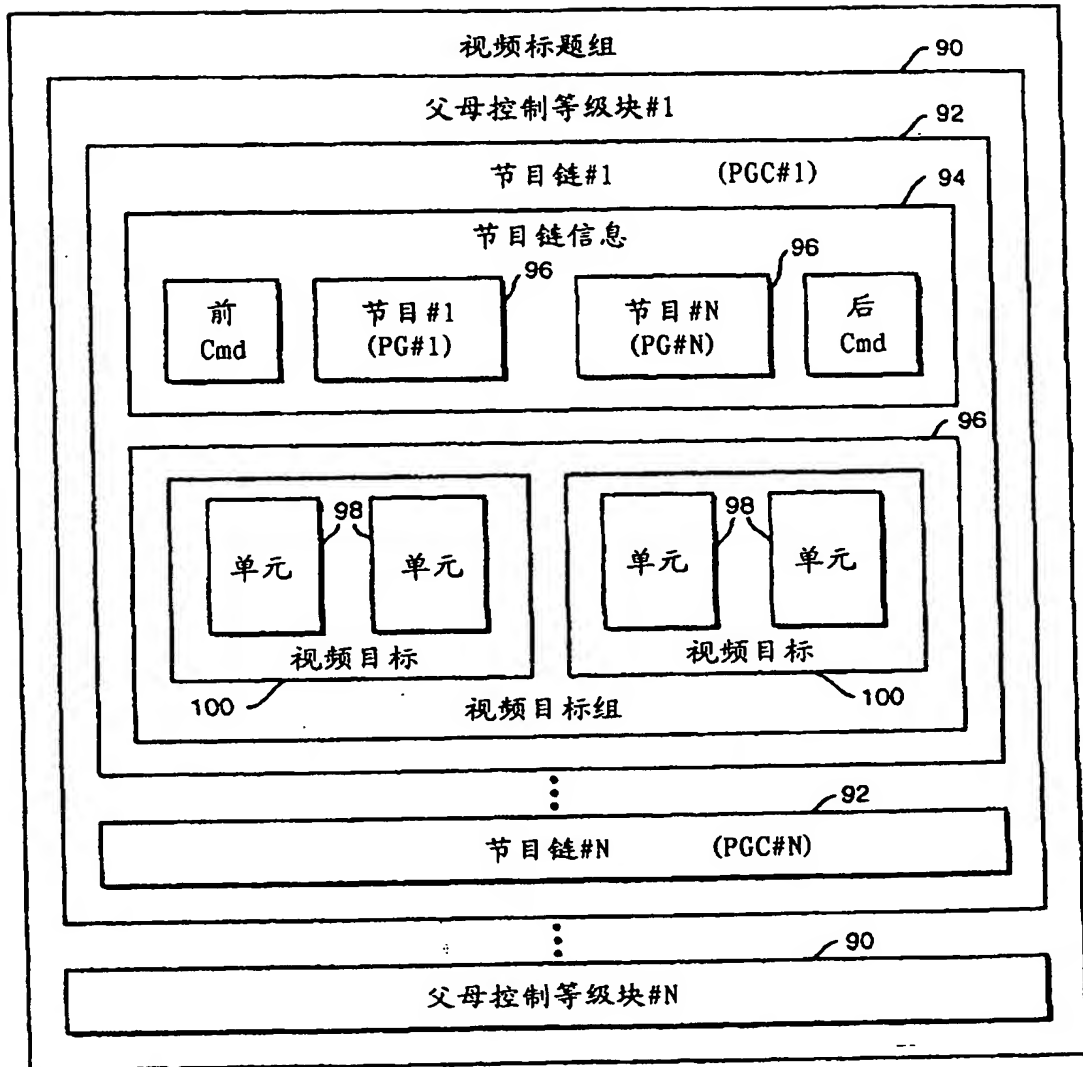 视频标题组
90
父母控制等级块#1
92
节目链#1 (PGC#1)
94
节目链信息
96
96
前
Cmd
节目#1
(PG#1)
节目#N
(PG#N)
后
Cmd
96
98
98
单元
单元
单元
单元
视频目标
视频目标
100
视频目标组
100
92
节目链#N (PGC#N)
90
父母控制等级块#N